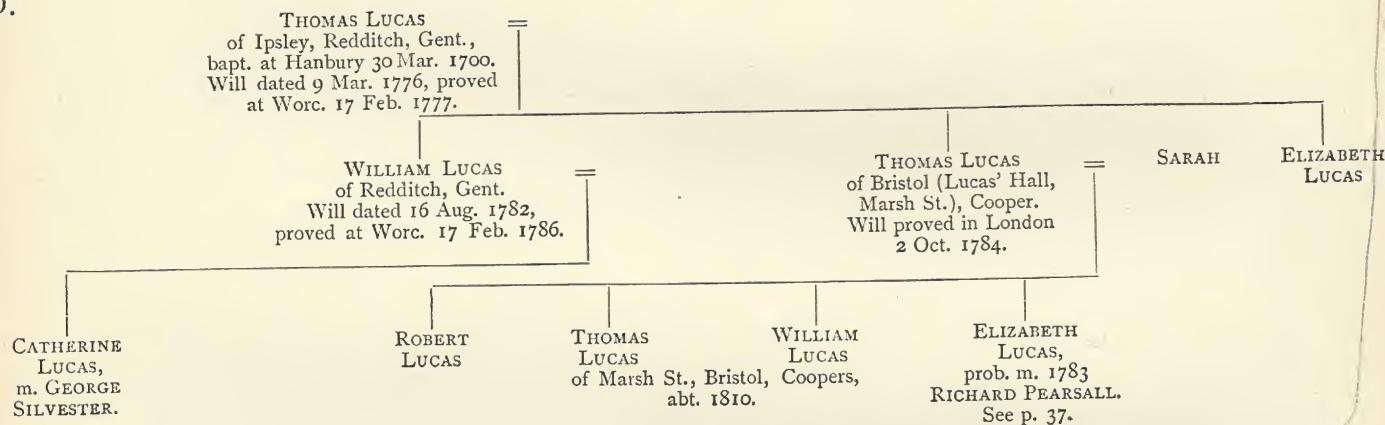 THOMAS LUCAS =
of Ipsley, Redditch, Gent.,
bapt. at Hanbury 30 Mar. 1700.
Will dated 9 Mar. 1776, proved
at Worc. 17 Feb. 1777.
WILLIAM LUCAS =
of Redditch, Gent.
Will dated 16 Aug. 1782,
proved at Worc. 17 Feb. 1786.
THOMAS LUCAS = SARAH
of Bristol (Lucas' Hall,
Marsh St.), Cooper.
Will proved in London
2 Oct. 1784.
ELIZABETH
LUCAS
CATHERINE
LUCAS,
m. GEORGE
SILVESTER.
ROBERT
LUCAS
THOMAS WILLIAM
LUCAS LUCAS
of Marsh St., Bristol, Coopers,
abt. 1810.
ELIZABETH
LUCAS,
prob. m. 1783
RICHARD PEARSALL.
See p. 37.